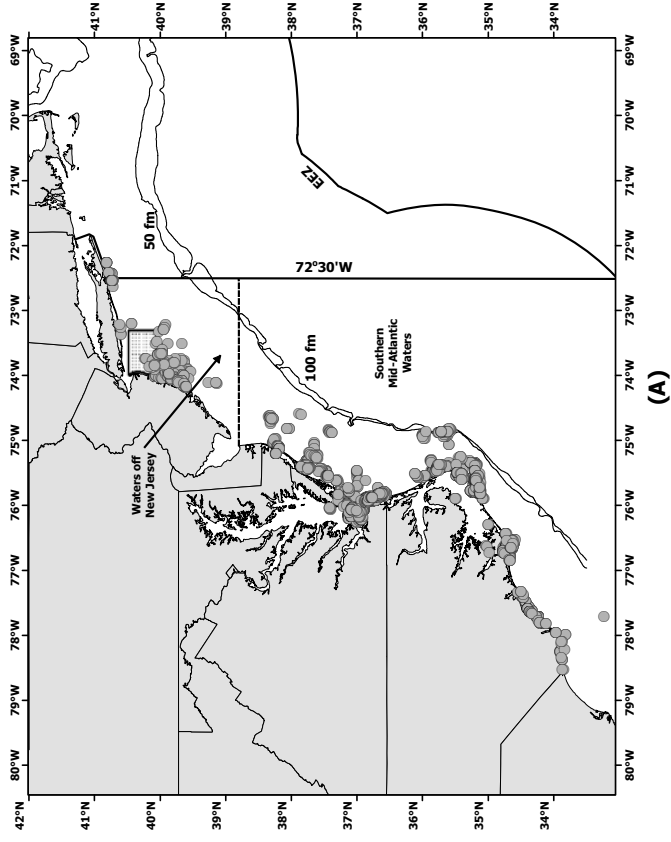 41°N
40°N
39°N
38°N
37°N
36°N
35°N
34°N
69°W
70°W
71°W
72°W
73°W
74°W
75°W
76°W
77°W
78°W
79°W
80°W
50 fm
EEZ
72°30'W
100 fm
Southern
Mid-Atlantic
Waters
Waters off
New Jersey
69°W
70°W
71°W
72°W
73°W
74°W
75°W
76°W
77°W
78°W
79°W
80°W
42°N
41°N
40°N
39°N
38°N
37°N
36°N
35°N
34°N
(A)